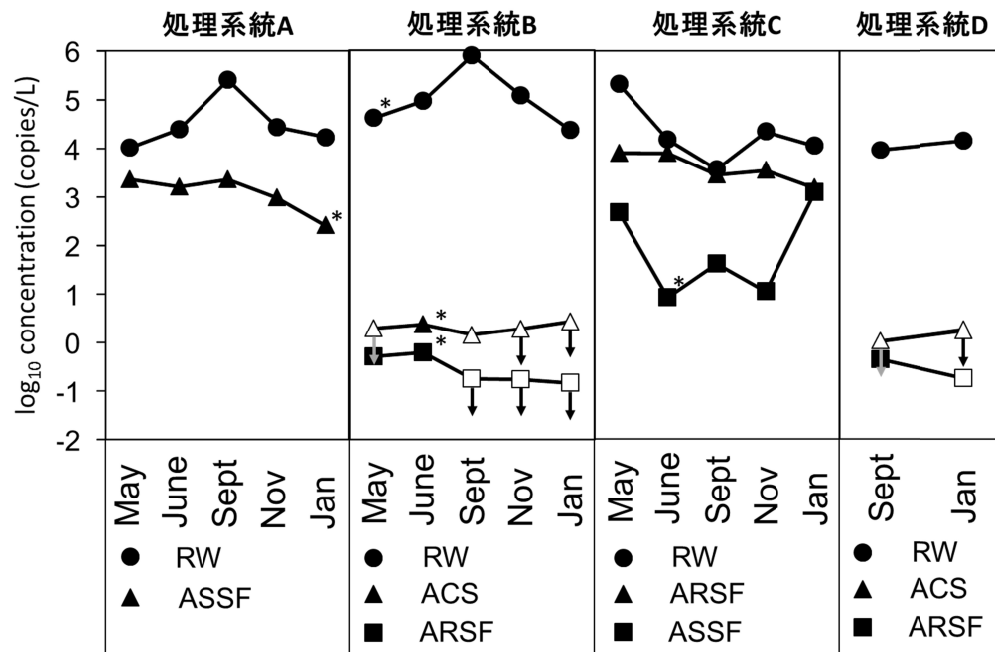 処理系統A 処理系統B 処理系統C 処理系統D
log10 concentration (copies/L)
6
5
4
3
2
1
0
-1
-2
*
*
*
*
*
May June Sept Nov Jan May June Sept Nov Jan May June Sept Nov Jan Sept Jan
RW
ASSF
RW
ACS
ARSF
RW
ARSF
ASSF
RW
ACS
ARSF